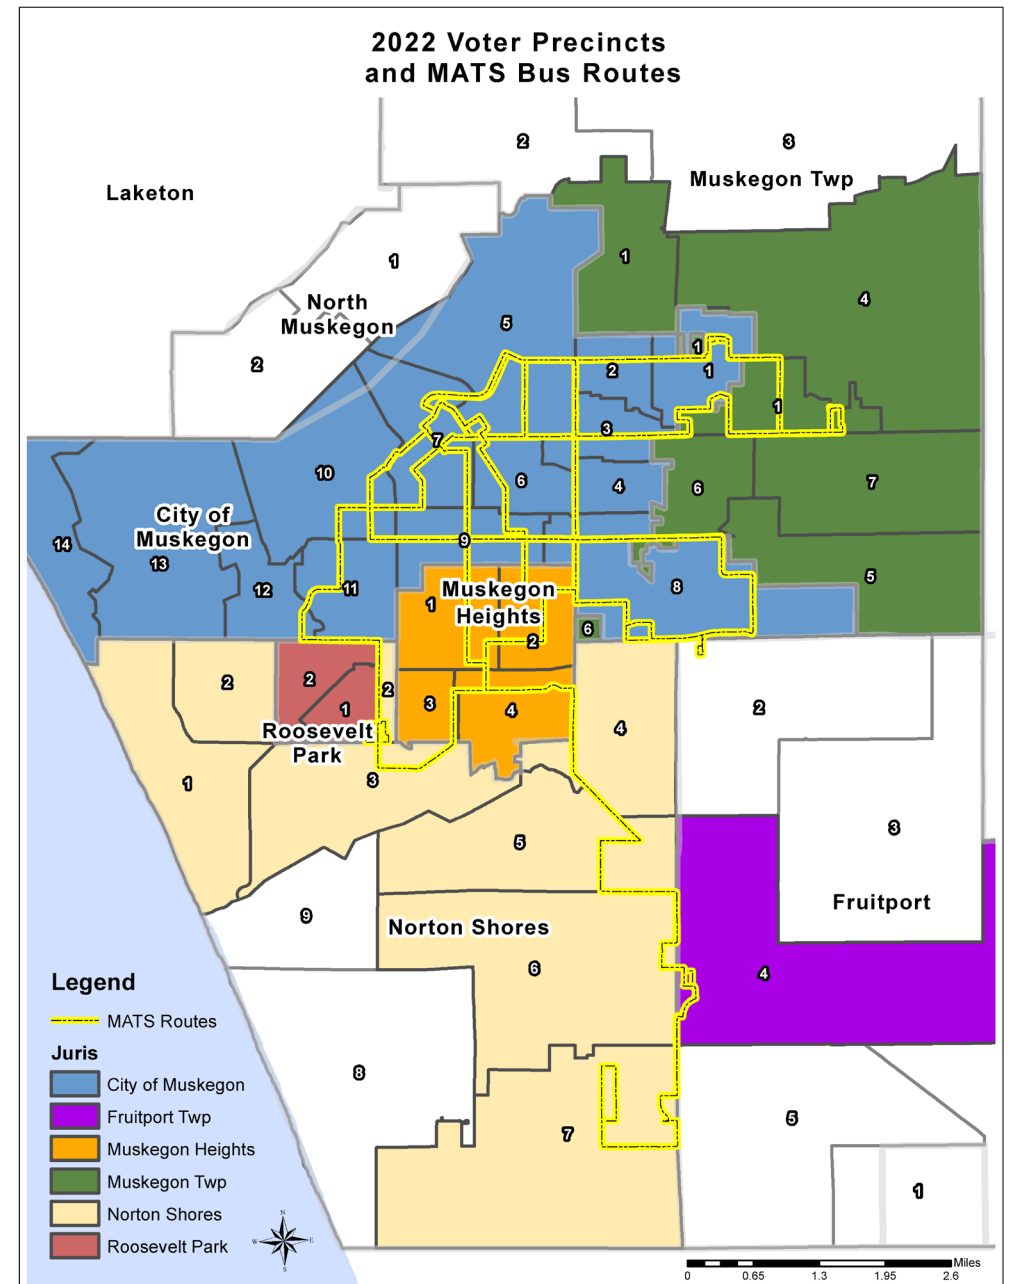 2022 Voter Precincts
and MATS Bus Routes
2
3
Laketon
Muskegon Twp
1
1
4
North
Muskegon
5
1
2
2
1
1
3
7
10
6
4
6
7
City of
Muskegon
14
13
9
12
11
8
5
Muskegon
Heights
1
6
2
2
2
2
3
4
1
4
2
Roosevelt
Park
1
3
5
3
9
Fruitport
Norton Shores
6
4
8
5
7
1
Legend
MATS Routes
Juris
City of Muskegon
Fruitport Twp
Muskegon Heights
Muskegon Twp
Norton Shores
Roosevelt Park
N
W
E
S
Miles
0
0.65
1.3
1.95
2.6